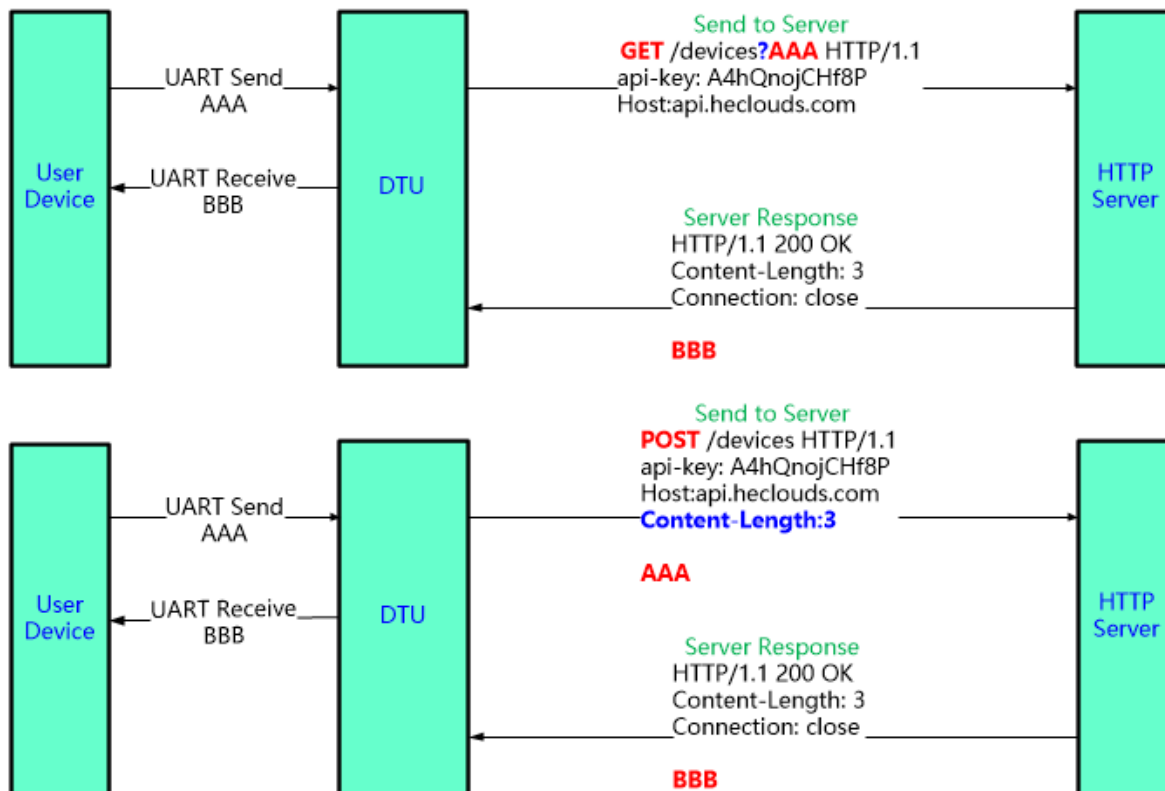 Send to Server
GET /devices?AAA HTTP/1.1
api-key: A4hQnojCHf8P
Host:api.heclouds.com
UART Send
AAA
User
Device
UART Receive
BBB
DTU
HTTP
Server
Server Response
HTTP/1.1 200 OK
Content-Length: 3
Connection: close
BBB
Send to Server
POST /devices HTTP/1.1
api-key: A4hQnojCHf8P
Host:api.heclouds.com
Content-Length:3
AAA
UART Send
AAA
User
Device
UART Receive
BBB
DTU
HTTP
Server
Server Response
HTTP/1.1 200 OK
Content-Length: 3
Connection: close
BBB